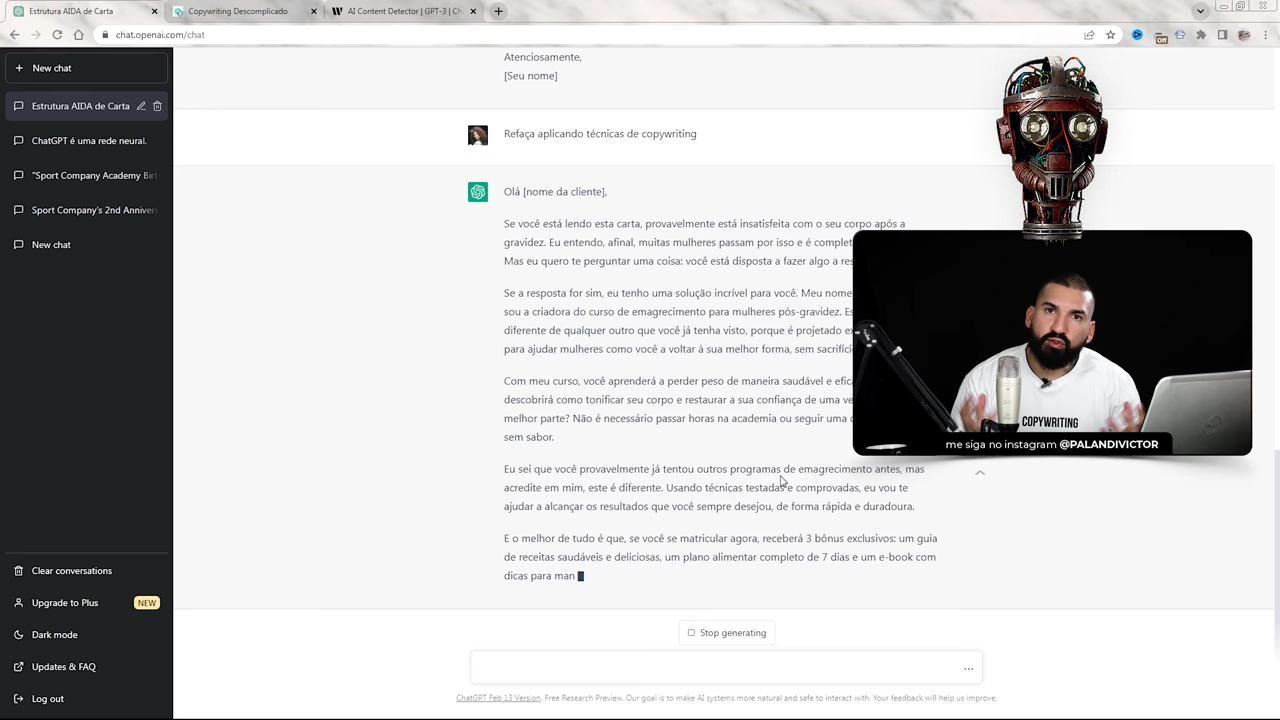 Estrutura AIDA de Carta
Copywriting Descomplicado
AI Content Detector | GPT-3 | Ch
chat.openai.com/chat
Off
New chat
Estrutura AIDA de Carta
ChatGPT é uma rede neural.
"Sport Company Academy Birt
Sport Company's 2nd Annivers
New chat
Clear conversations
Upgrade to Plus
NEW
Dark mode
Updates & FAQ
Log out
Atenciosamente,
[Seu nome]
Refaça aplicando técnicas de copywriting
Olá [nome da cliente],
Se você está lendo esta carta, provavelmente está insatisfeita com o seu corpo após a
gravidez. Eu entendo, afinal, muitas mulheres passam por isso e é complet
Mas eu quero te perguntar uma coisa: você está disposta a fazer algo a res
Se a resposta for sim, eu tenho uma solução incrível para você. Meu nome
sou a criadora do curso de emagrecimento para mulheres pós-gravidez. Es
diferente de qualquer outro que você já tenha visto, porque é projetado ex
para ajudar mulheres como você a voltar à sua melhor forma, sem sacrifíc
Com meu curso, você aprenderá a perder peso de maneira saudável e efica
descobrirá como tonificar seu corpo e restaurar a sua confiança de uma ve
melhor parte? Não é necessário passar horas na academia ou seguir uma d
sem sabor.
Eu sei que você provavelmente já tentou outros programas de emagrecimento antes, mas
acredite em mim, este é diferente. Usando técnicas testadas e comprovadas, eu vou te
ajudar a alcançar os resultados que você sempre desejou, de forma rápida e duradoura.
E o melhor de tudo é que, se você se matricular agora, receberá 3 bônus exclusivos: um guia
de receitas saudáveis e deliciosas, um plano alimentar completo de 7 dias e um e-book com
dicas para man
COPYWRITING
me siga no instagram @PALANDIVICTOR
Stop generating
ChatGPT Feb 13 Version. Free Research Preview. Our goal is to make AI systems more natural and safe to interact with. Your feedback will help us improve.